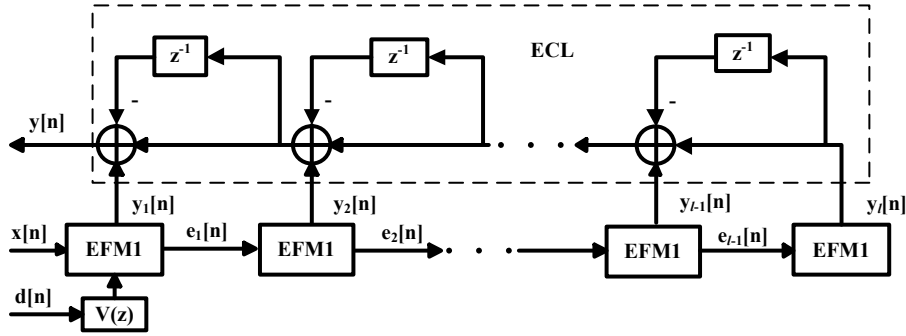 z⁻¹ z⁻¹ ECL z⁻¹
- - -
y[n]
y₁[n] y₂[n] yₗ₋₁[n] yₗ[n]
x[n] EFM1 e₁[n] EFM1 e₂[n] EFM1 eₗ₋₁[n] EFM1
d[n] V(z)